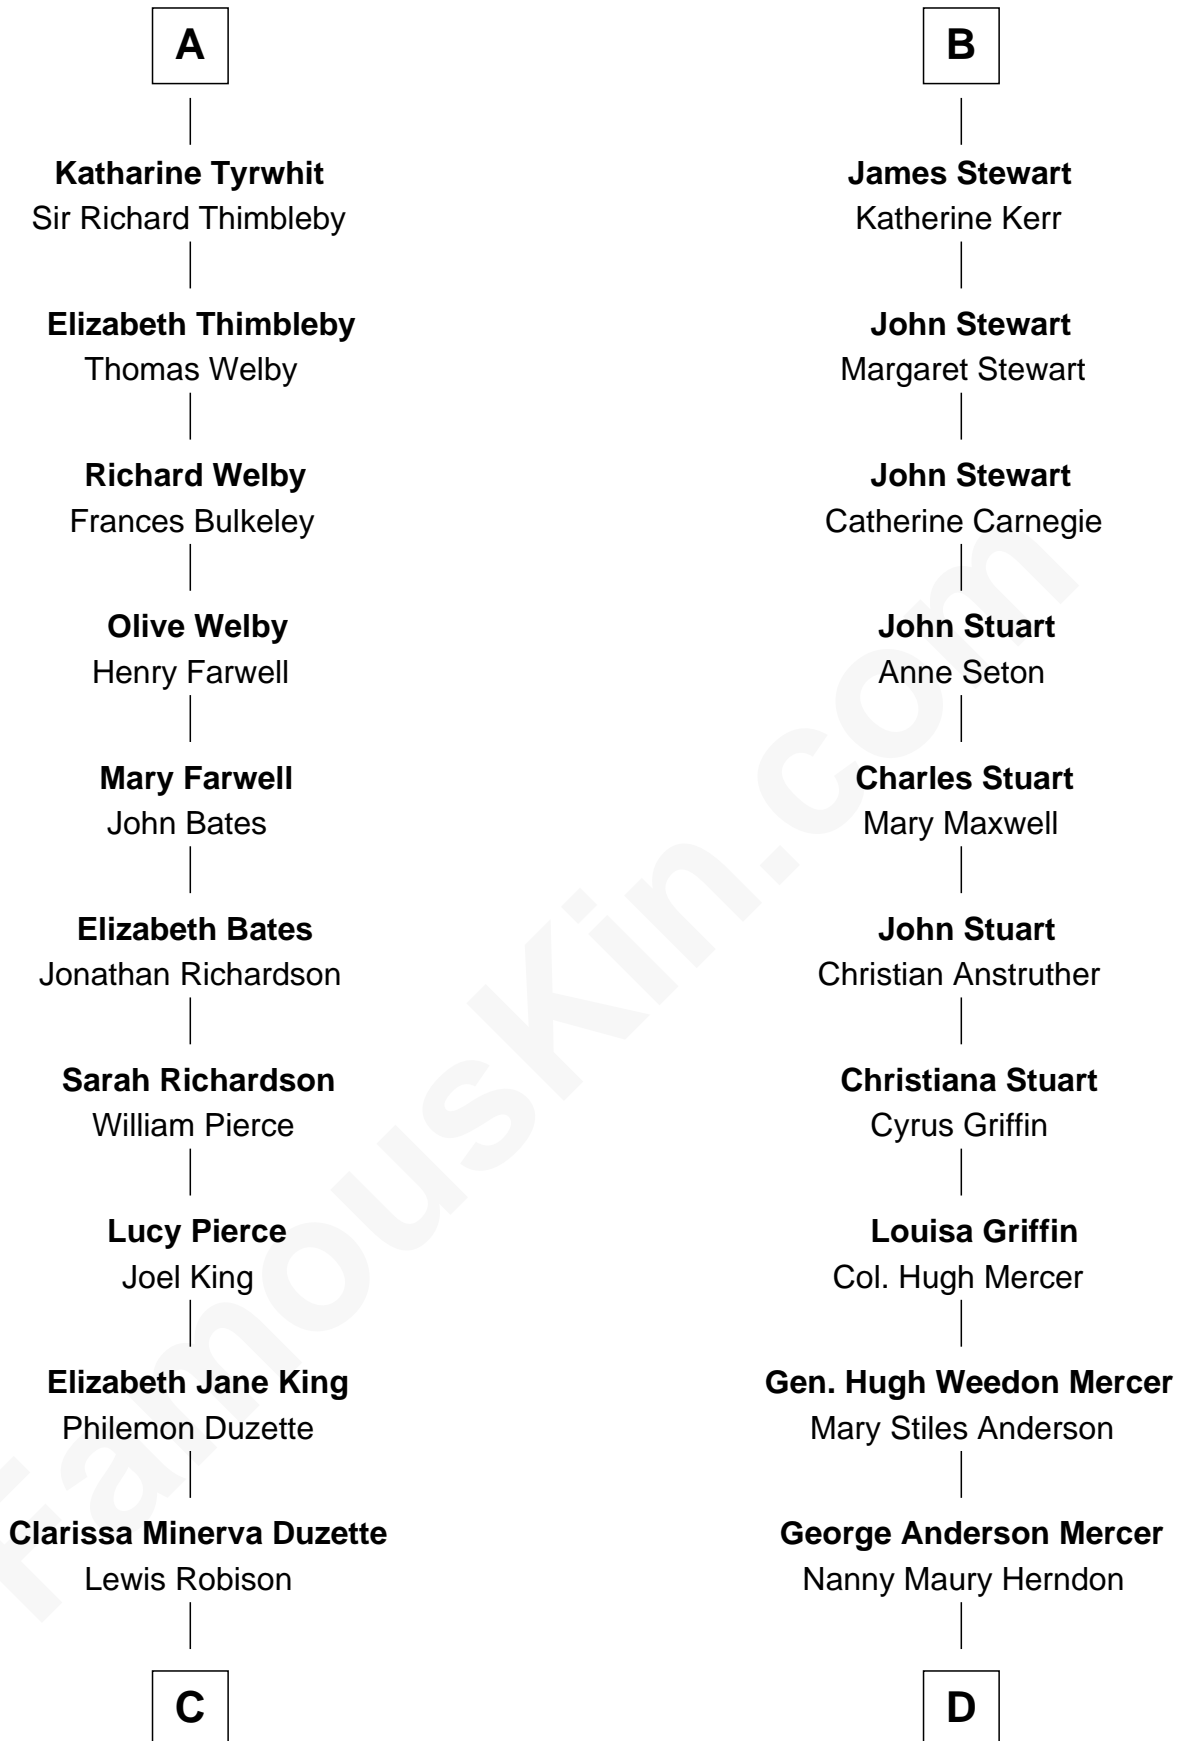 A
Katharine Tyrwhit
Sir Richard Thimbleby
Elizabeth Thimbleby
Thomas Welby
Richard Welby
Frances Bulkeley
Olive Welby
Henry Farwell
Mary Farwell
John Bates
Elizabeth Bates
Jonathan Richardson
Sarah Richardson
William Pierce
Lucy Pierce
Joel King
Elizabeth Jane King
Philemon Duzette
Clarissa Minerva Duzette
Lewis Robison
C
B
James Stewart
Katherine Kerr
John Stewart
Margaret Stewart
John Stewart
Catherine Carnegie
John Stuart
Anne Seton
Charles Stuart
Mary Maxwell
John Stuart
Christian Anstruther
Christiana Stuart
Cyrus Griffin
Louisa Griffin
Col. Hugh Mercer
Gen. Hugh Weedon Mercer
Mary Stiles Anderson
George Anderson Mercer
Nanny Maury Herndon
D
FamousKin.com